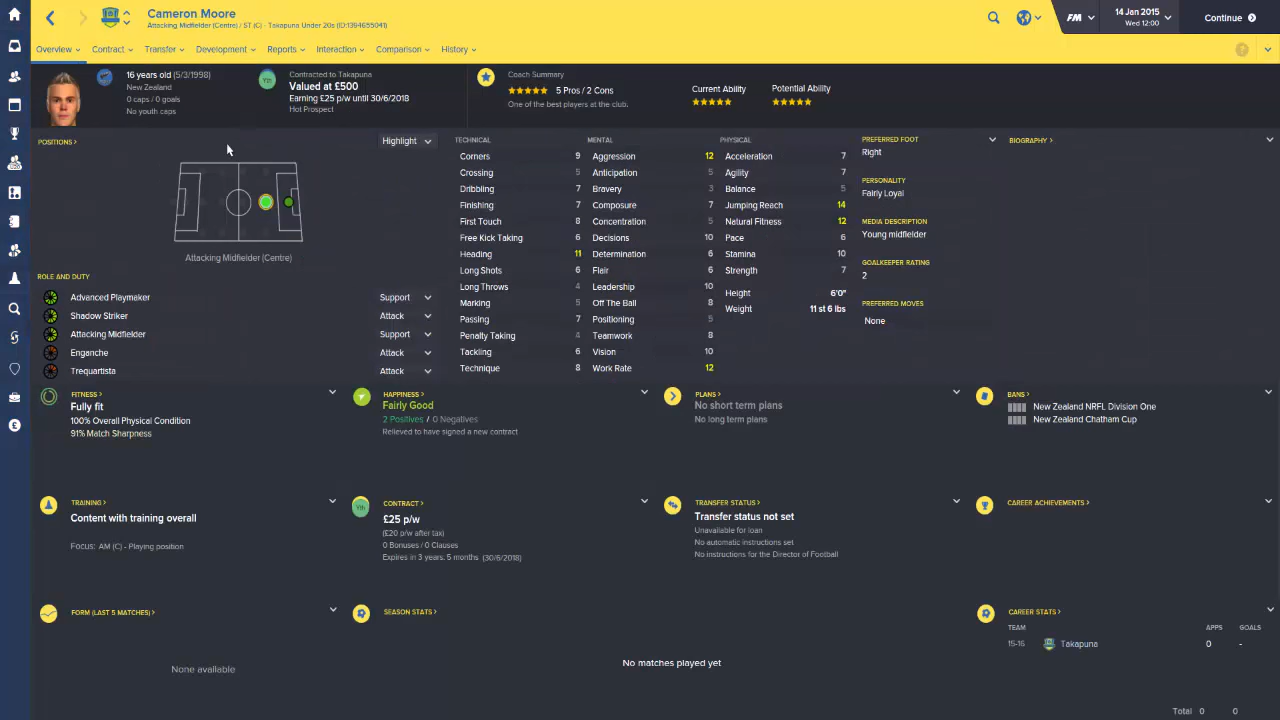 Cameron Moore
Attacking Midfielder (Centre) / ST (C) - Takapuna Under 20s (ID:1394655041)
FM
14 Jan 2015
Wed 12:00
Continue
Overview
Contract
Transfer
Development
Reports
Interaction
Comparison
History
16 years old (5/3/1998)
New Zealand
0 caps / 0 goals
No youth caps
Yth
Contracted to Takapuna
Valued at £500
Earning £25 p/w until 30/6/2018
Hot Prospect
Coach Summary
5 Pros / 2 Cons
One of the best players at the club.
Current Ability
Potential Ability
POSITIONS >
Highlight
Attacking Midfielder (Centre)
ROLE AND DUTY
Advanced Playmaker Support
Shadow Striker Attack
Attacking Midfielder Support
Enganche Attack
Trequartista Attack
TECHNICAL
Corners 9
Crossing 5
Dribbling 7
Finishing 7
First Touch 8
Free Kick Taking 6
Heading 11
Long Shots 6
Long Throws 4
Marking 5
Passing 7
Penalty Taking 4
Tackling 6
Technique 8
MENTAL
Aggression 12
Anticipation 5
Bravery 3
Composure 7
Concentration 5
Decisions 10
Determination 6
Flair 6
Leadership 10
Off The Ball 8
Positioning 5
Teamwork 8
Vision 10
Work Rate 12
PHYSICAL
Acceleration 7
Agility 7
Balance 5
Jumping Reach 14
Natural Fitness 12
Pace 6
Stamina 10
Strength 7
Height 6'0"
Weight 11 st 6 lbs
PREFERRED FOOT
Right
PERSONALITY
Fairly Loyal
MEDIA DESCRIPTION
Young midfielder
GOALKEEPER RATING
2
PREFERRED MOVES
None
BIOGRAPHY >
FITNESS >
Fully fit
100% Overall Physical Condition
91% Match Sharpness
HAPPINESS >
Fairly Good
2 Positives / 0 Negatives
Relieved to have signed a new contract
PLANS >
No short term plans
No long term plans
BANS >
New Zealand NRFL Division One
New Zealand Chatham Cup
TRAINING >
Content with training overall
Focus: AM (C) - Playing position
Yth
CONTRACT >
£25 p/w
(£20 p/w after tax)
0 Bonuses / 0 Clauses
Expires in 3 years, 5 months (30/6/2018)
TRANSFER STATUS >
Transfer status not set
Unavailable for loan
No automatic instructions set
No instructions for the Director of Football
CAREER ACHIEVEMENTS >
FORM (LAST 5 MATCHES) >
None available
SEASON STATS >
No matches played yet
CAREER STATS >
TEAM APPS GOALS
15-16 Takapuna 0 -
Total 0 0